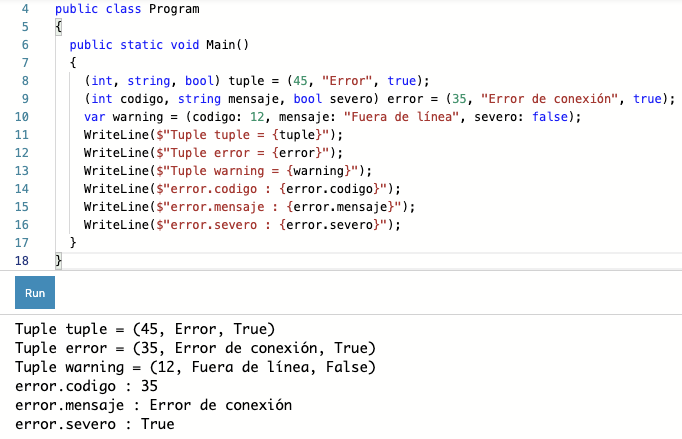 4 public class Program
5 {
6 public static void Main()
7 {
8 (int, string, bool) tuple = (45, "Error", true);
9 (int codigo, string mensaje, bool severo) error = (35, "Error de conexión", true);
10 var warning = (codigo: 12, mensaje: "Fuera de línea", severo: false);
11 WriteLine($"Tuple tuple = {tuple}");
12 WriteLine($"Tuple error = {error}");
13 WriteLine($"Tuple warning = {warning}");
14 WriteLine($"error.codigo : {error.codigo}");
15 WriteLine($"error.mensaje : {error.mensaje}");
16 WriteLine($"error.severo : {error.severo}");
17 }
18 }
Run
Tuple tuple = (45, Error, True)
Tuple error = (35, Error de conexión, True)
Tuple warning = (12, Fuera de línea, False)
error.codigo : 35
error.mensaje : Error de conexión
error.severo : True